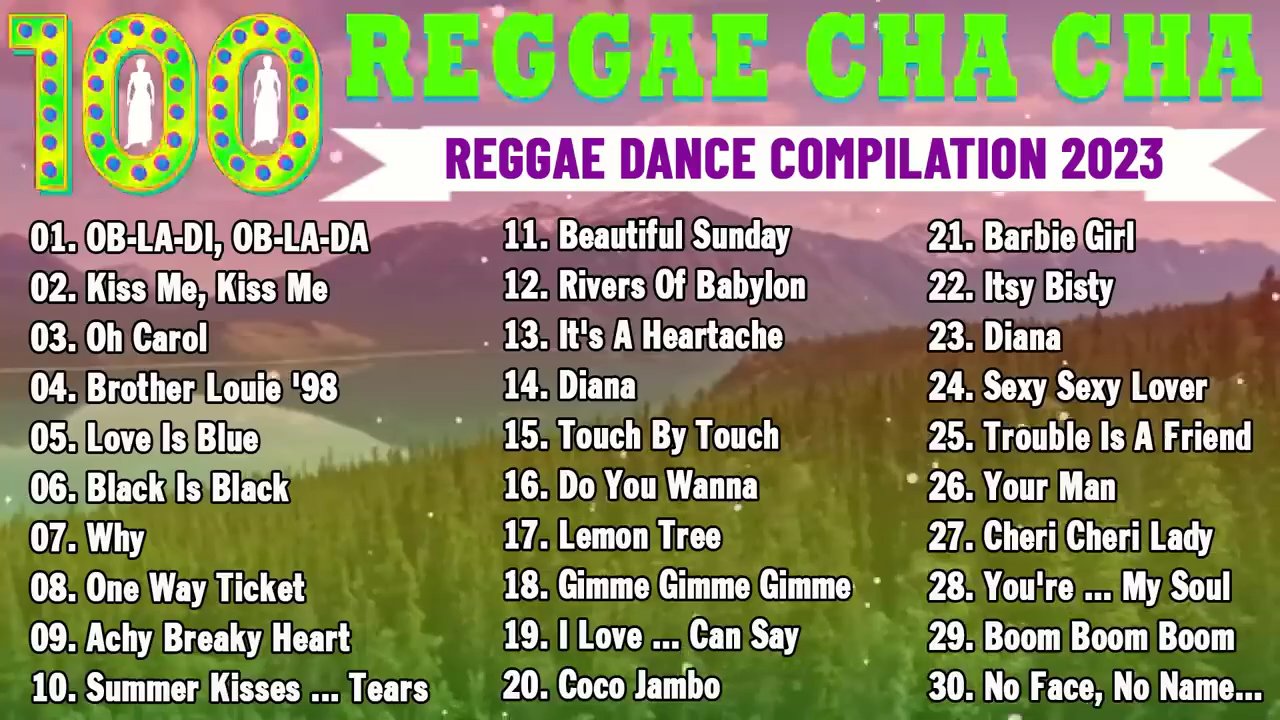 100 REGGAE CHA CHA
REGGAE DANCE COMPILATION 2023
01. OB-LA-DI, OB-LA-DA
02. Kiss Me, Kiss Me
03. Oh Carol
04. Brother Louie '98
05. Love Is Blue
06. Black Is Black
07. Why
08. One Way Ticket
09. Achy Breaky Heart
10. Summer Kisses ... Tears
11. Beautiful Sunday
12. Rivers Of Babylon
13. It's A Heartache
14. Diana
15. Touch By Touch
16. Do You Wanna
17. Lemon Tree
18. Gimme Gimme Gimme
19. I Love ... Can Say
20. Coco Jambo
21. Barbie Girl
22. Itsy Bisty
23. Diana
24. Sexy Sexy Lover
25. Trouble Is A Friend
26. Your Man
27. Cheri Cheri Lady
28. You're ... My Soul
29. Boom Boom Boom
30. No Face, No Name...